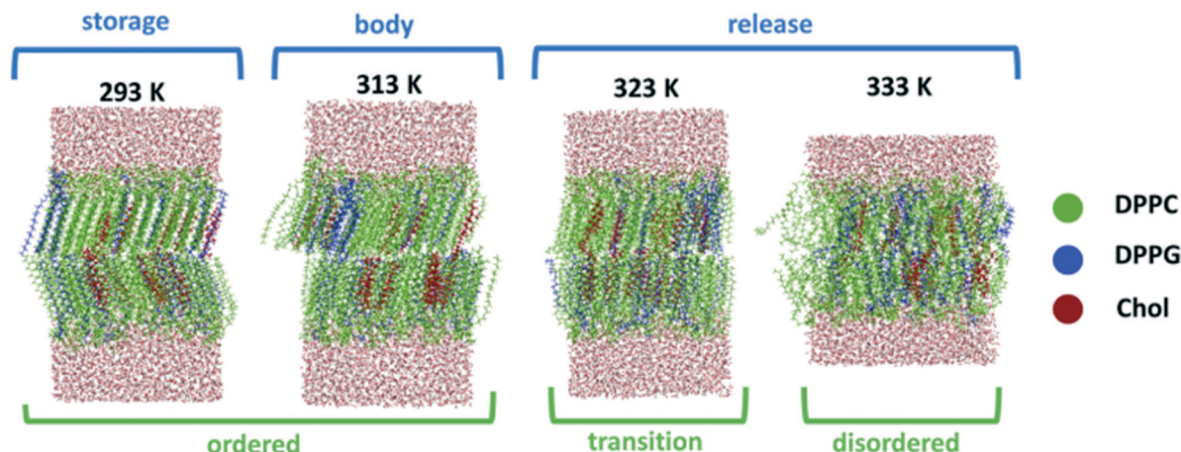 storage
body
release
293 K
313 K
323 K
333 K
DPPC
DPPG
Chol
ordered
transition
disordered